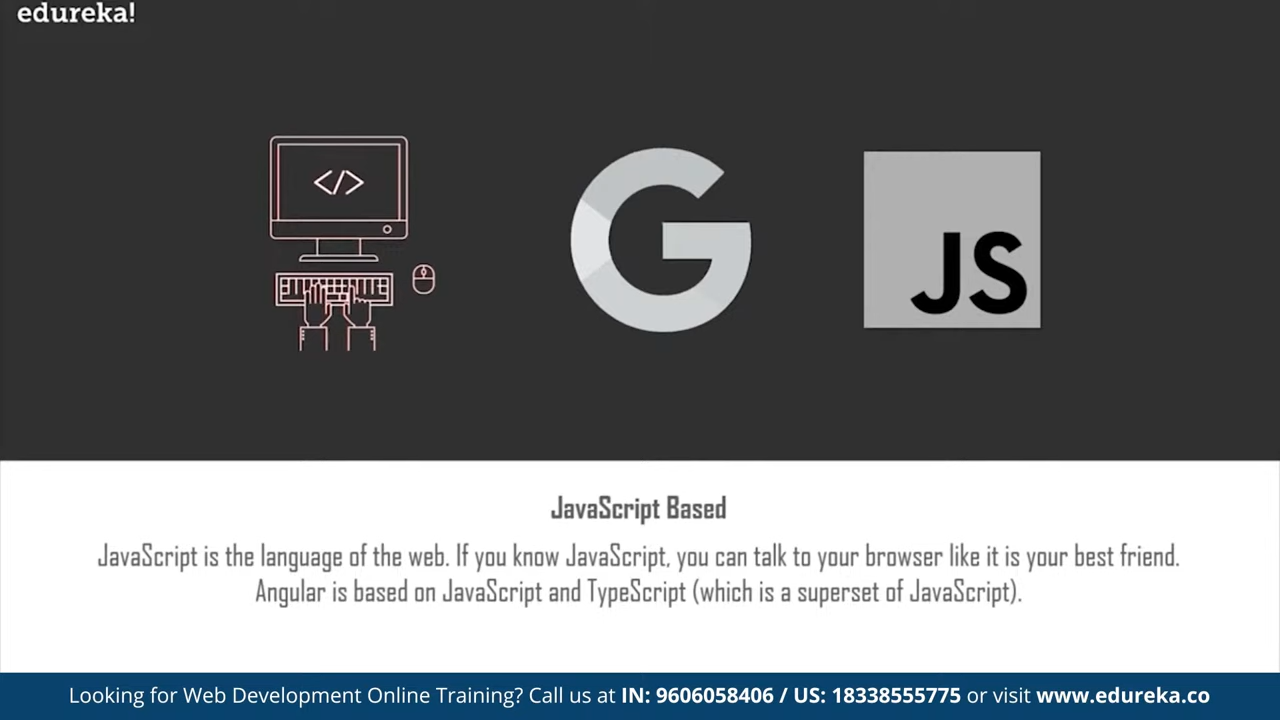 edureka!
</>
G
JS
JavaScript Based
JavaScript is the language of the web. If you know JavaScript, you can talk to your browser like it is your best friend.
Angular is based on JavaScript and TypeScript (which is a superset of JavaScript).
Looking for Web Development Online Training? Call us at IN: 9606058406 / US: 18338555775 or visit www.edureka.co